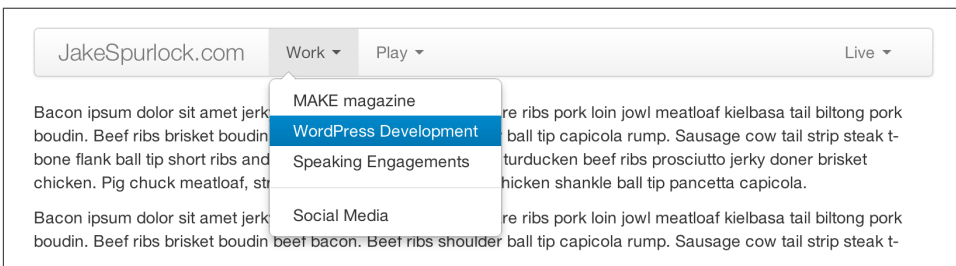 JakeSpurlock.com Work Play Live
MAKE magazine
WordPress Development
Speaking Engagements
Social Media
Bacon ipsum dolor sit amet jerk re ribs pork loin jowl meatloaf kielbasa tail biltong pork
boudin. Beef ribs brisket boudin ball tip capicola rump. Sausage cow tail strip steak t-
bone flank ball tip short ribs and turducken beef ribs prosciutto jerky doner brisket
chicken. Pig chuck meatloaf, str hicken shankle ball tip pancetta capicola.
Bacon ipsum dolor sit amet jerk re ribs pork loin jowl meatloaf kielbasa tail biltong pork
boudin. Beef ribs brisket boudin beef bacon. Beef ribs shoulder ball tip capicola rump. Sausage cow tail strip steak t-